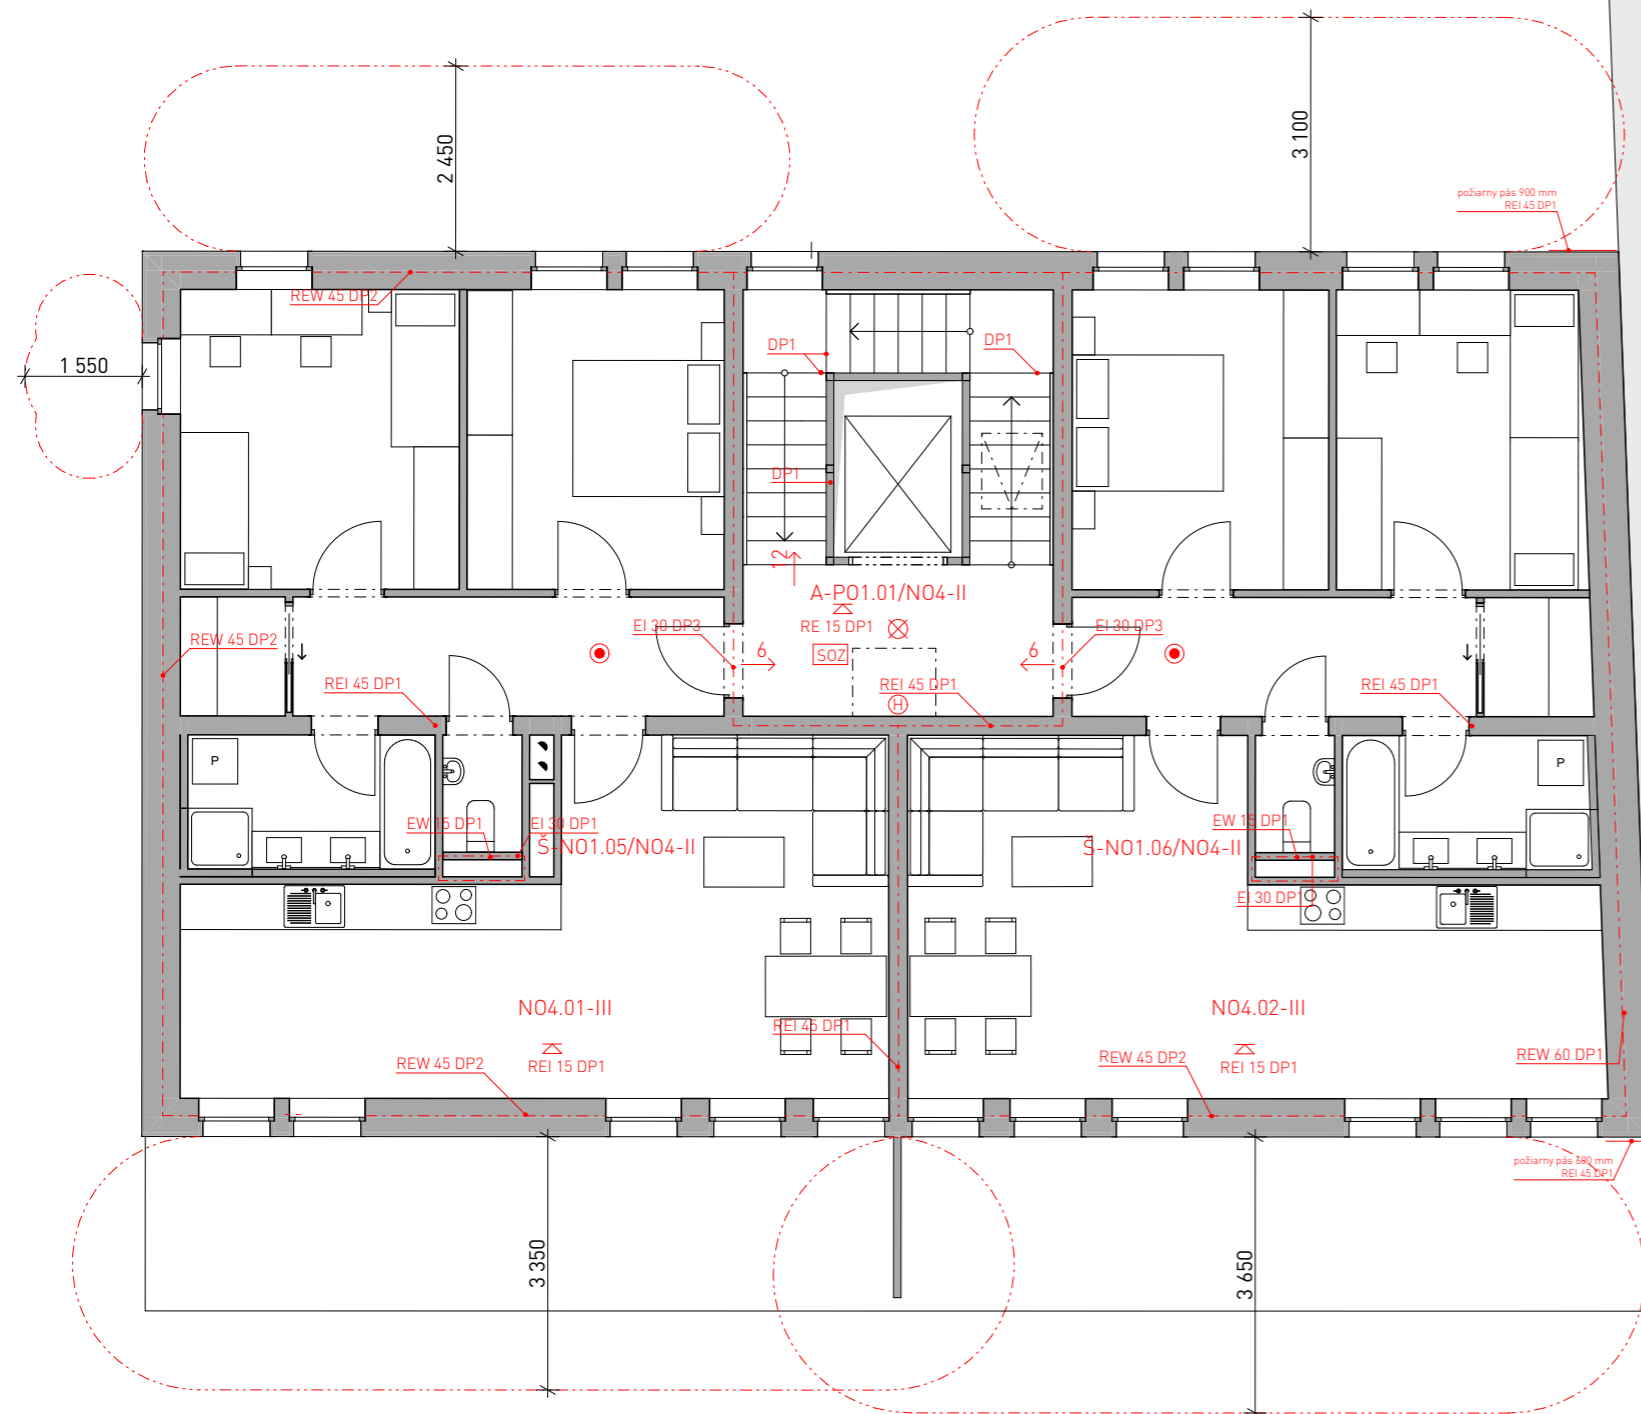 3 100
2 450
požiarny pás 900 mm
REI 45 DP1
REW 45 DP2
DP1
DP1
1 550
DP1
12
A-P01.01/N04-II
EI 30 DP3
RE 15 DP1
EI 30 DP3
REW 45 DP2
6
SOZ
6
REI 45 DP1
REI 45 DP1
REI 45 DP1
H
P
P
EW 15 DP1
EI 30 DP1
EW 15 DP1
Š-N01.05/N04-II
Š-N01.06/N04-II
EI 30 DP1
N04.01-III
N04.02-III
REI 45 DP1
REW 45 DP2
REI 15 DP1
REW 45 DP2
REI 15 DP1
REW 60 DP1
požiarny pás 680 mm
REI 45 DP1
3 350
3 650